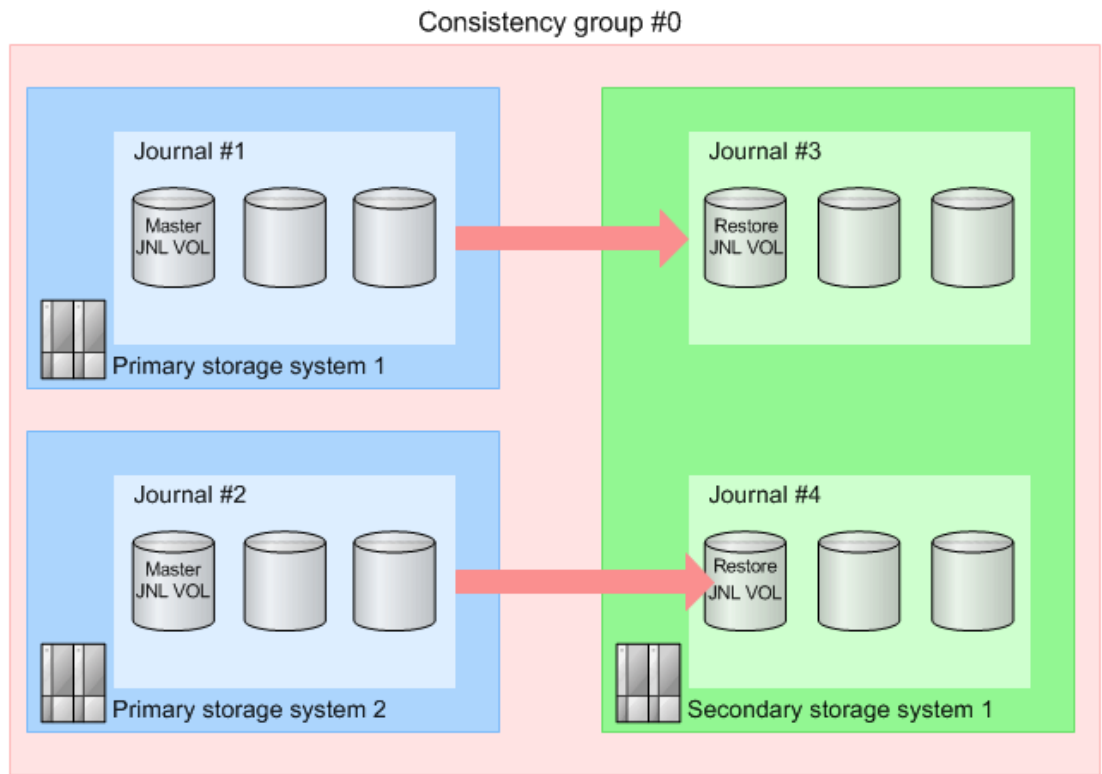 Consistency group #0
Journal #1
Master
JNL VOL
Primary storage system 1
Journal #3
Restore
JNL VOL
Journal #2
Master
JNL VOL
Primary storage system 2
Journal #4
Restore
JNL VOL
Secondary storage system 1